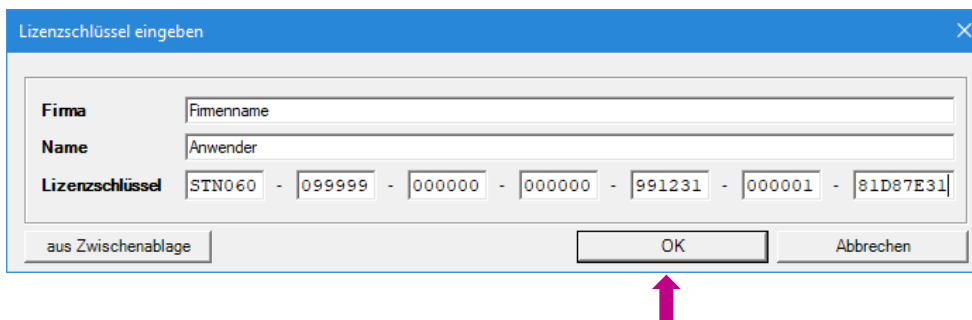 Lizenzschlüssel eingeben
Firma Firmenname
Name Anwender
Lizenzschlüssel STN060 - 099999 - 000000 - 000000 - 991231 - 000001 - 81D87E31
aus Zwischenablage OK Abbrechen